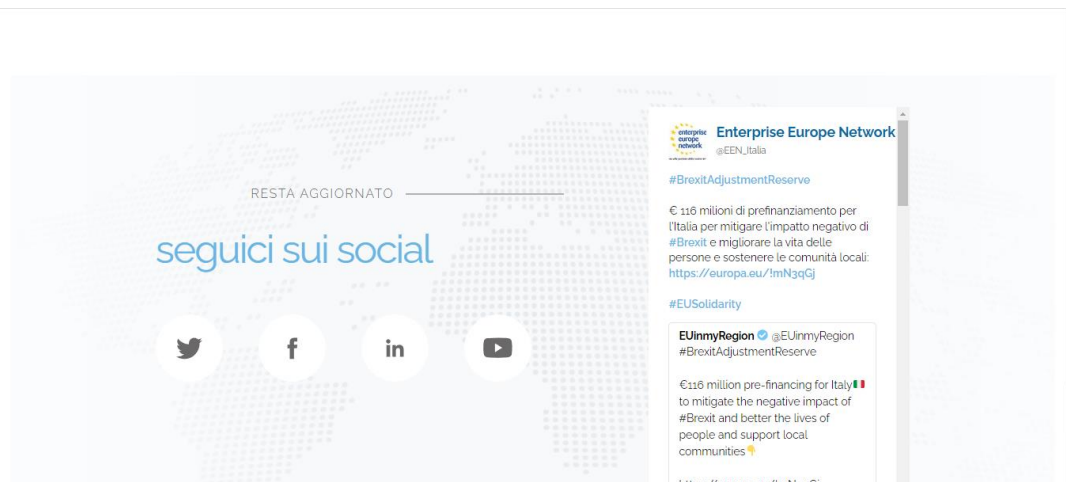 RESTA AGGIORNATO
seguici sui social
enterprise
europe
network
Enterprise Europe Network
@EEN_Italia
#BrexitAdjustmentReserve
€ 116 milioni di prefinanziamento per
l'Italia per mitigare l'impatto negativo di
#Brexit e migliorare la vita delle
persone e sostenere le comunità locali:
https://europa.eu/!mN3qGj
#EUSolidarity
EUinmyRegion @EUinmyRegion
#BrexitAdjustmentReserve
€116 million pre-financing for Italy🇮🇹
to mitigate the negative impact of
#Brexit and better the lives of
people and support local
communities👇